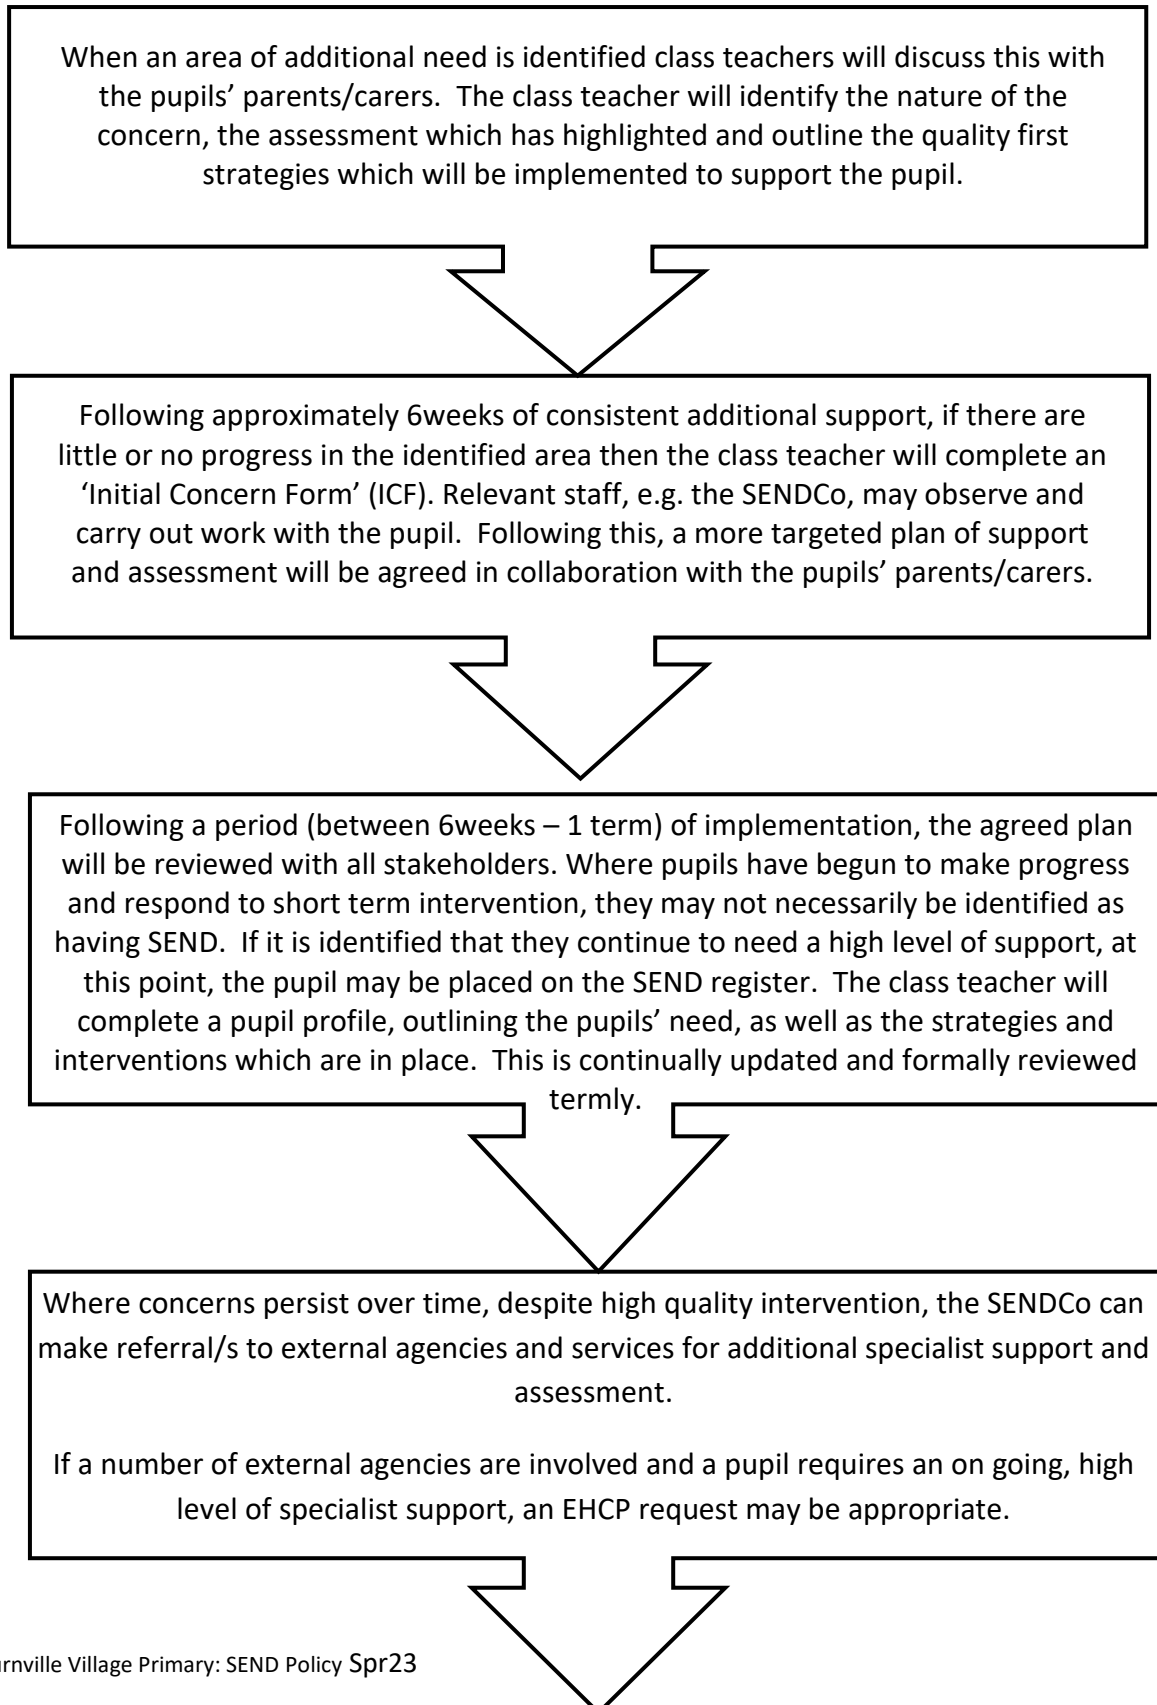 When an area of additional need is identified class teachers will discuss this with
the pupils’ parents/carers. The class teacher will identify the nature of the
concern, the assessment which has highlighted and outline the quality first
strategies which will be implemented to support the pupil.
Following approximately 6weeks of consistent additional support, if there are
little or no progress in the identified area then the class teacher will complete an
‘Initial Concern Form’ (ICF). Relevant staff, e.g. the SENDCo, may observe and
carry out work with the pupil. Following this, a more targeted plan of support
and assessment will be agreed in collaboration with the pupils’ parents/carers.
Following a period (between 6weeks – 1 term) of implementation, the agreed plan
will be reviewed with all stakeholders. Where pupils have begun to make progress
and respond to short term intervention, they may not necessarily be identified as
having SEND. If it is identified that they continue to need a high level of support, at
this point, the pupil may be placed on the SEND register. The class teacher will
complete a pupil profile, outlining the pupils’ need, as well as the strategies and
interventions which are in place. This is continually updated and formally reviewed
termly.
Where concerns persist over time, despite high quality intervention, the SENDCo can
make referral/s to external agencies and services for additional specialist support and
assessment.
If a number of external agencies are involved and a pupil requires an on going, high
level of specialist support, an EHCP request may be appropriate.
urnville Village Primary: SEND Policy Spr23